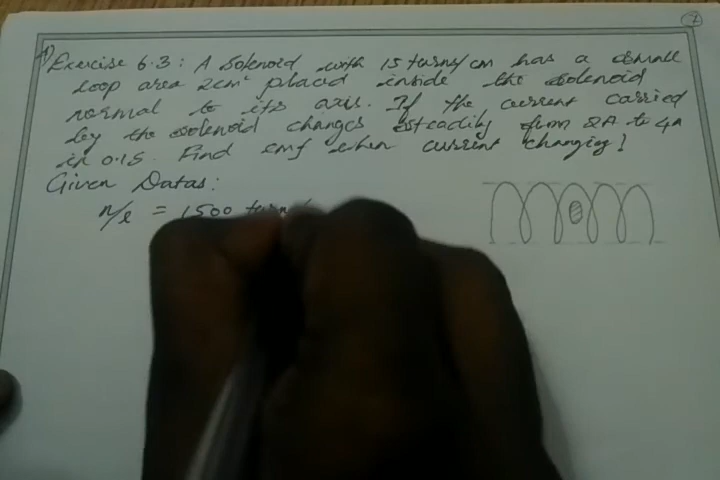 7
Exercise 6.3: A Solenoid with 15 turns/cm has a small
loop area 2cm² placed inside the solenoid
normal to its axis. If the current carried
by the solenoid changes steadily from 2A to 4A
in 0.1s. Find emf when current changing!
Given Datas:
n/l = 1500 turns/